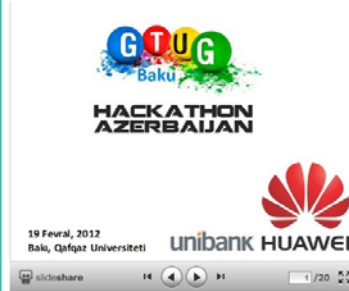 GTUG
Baku
HACKATHON
AZERBAIJAN
19 Fevral, 2012
Bakı, Qafqaz Universiteti
unibank HUAWEI
slideshare
1 /20